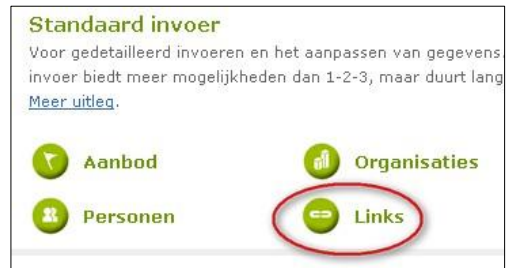 Standaard invoer
Voor gedetailleerd invoeren en het aanpassen van gegevens.
invoer biedt meer mogelijkheden dan 1-2-3, maar duurt lang
Meer uitleg.
Aanbod
Organisaties
Personen
Links